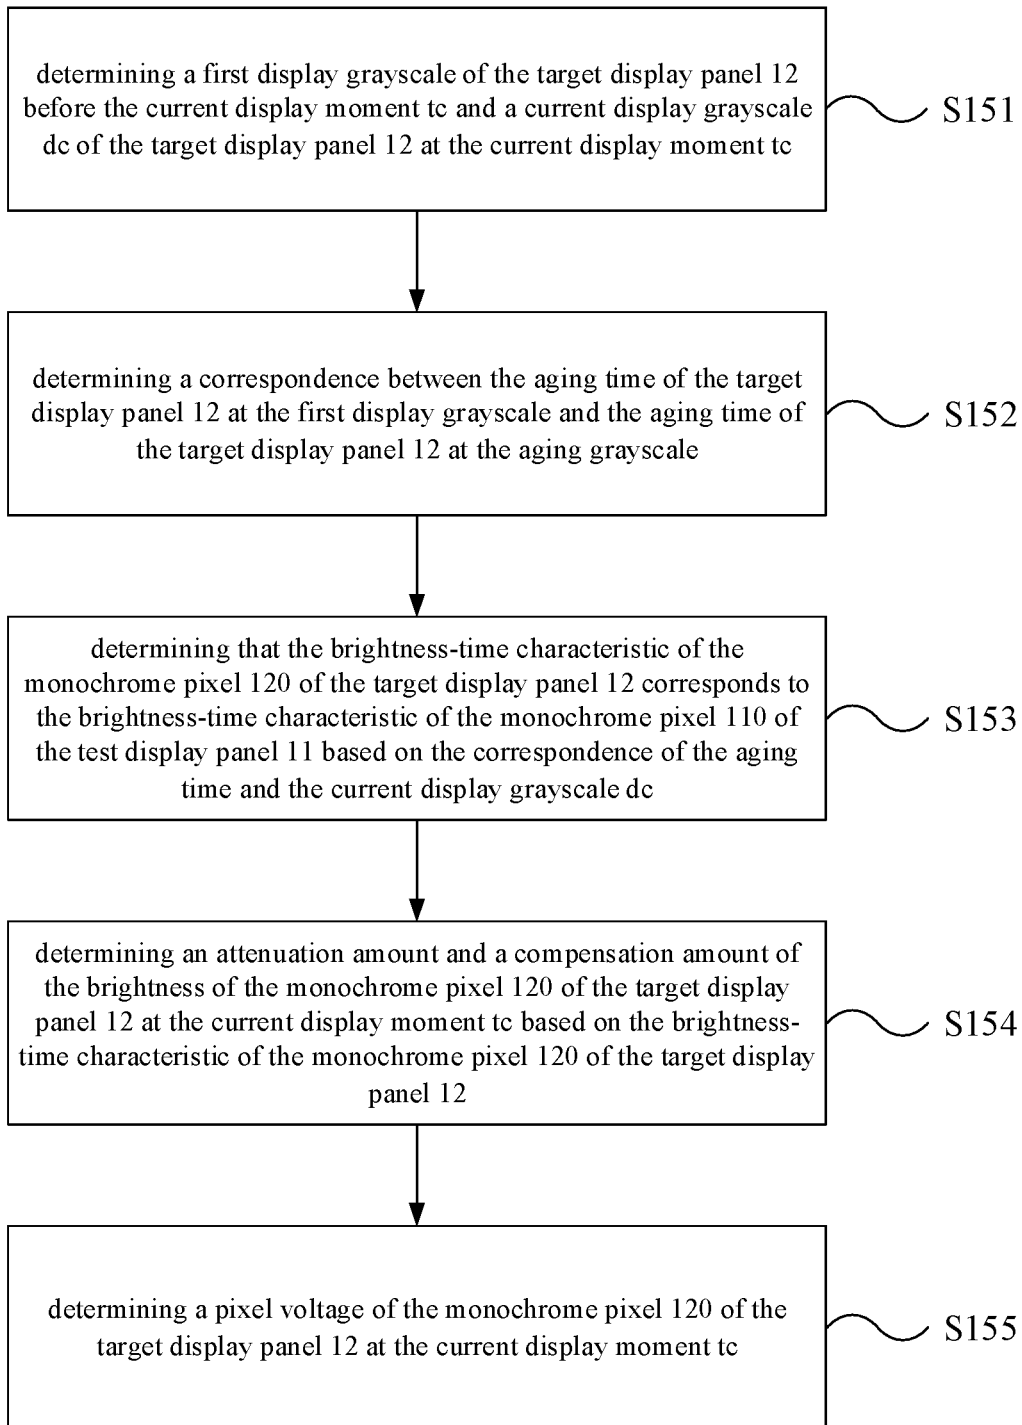 determining a first display grayscale of the target display panel 12
before the current display moment tc and a current display grayscale
dc of the target display panel 12 at the current display moment tc
S151
determining a correspondence between the aging time of the target
display panel 12 at the first display grayscale and the aging time of
the target display panel 12 at the aging grayscale
S152
determining that the brightness-time characteristic of the
monochrome pixel 120 of the target display panel 12 corresponds to
the brightness-time characteristic of the monochrome pixel 110 of
the test display panel 11 based on the correspondence of the aging
time and the current display grayscale dc
S153
determining an attenuation amount and a compensation amount of
the brightness of the monochrome pixel 120 of the target display
panel 12 at the current display moment tc based on the brightness-
time characteristic of the monochrome pixel 120 of the target display
panel 12
S154
determining a pixel voltage of the monochrome pixel 120 of the
target display panel 12 at the current display moment tc
S155